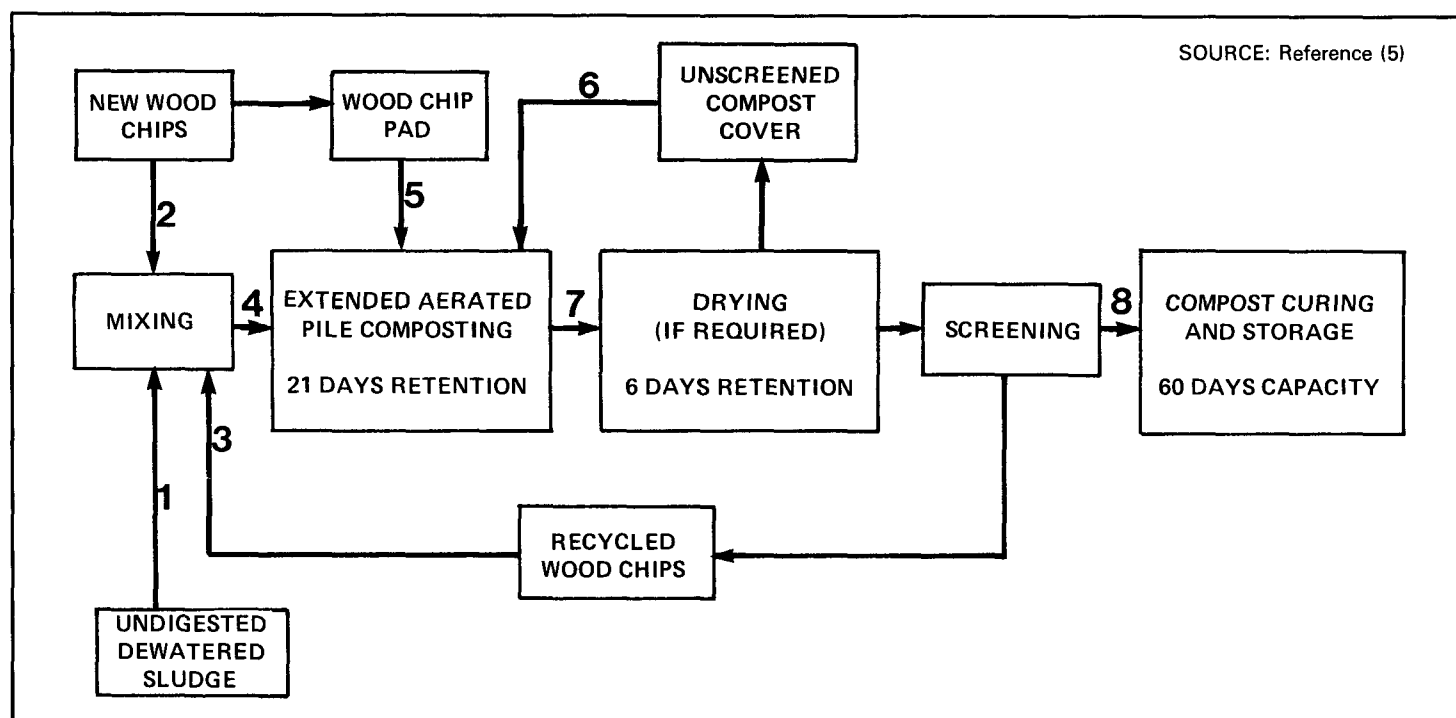 SOURCE: Reference (5)
NEW WOOD
CHIPS
WOOD CHIP
PAD
6
UNSCREENED
COMPOST
COVER
2
5
MIXING
4
EXTENDED AERATED
PILE COMPOSTING
21 DAYS RETENTION
7
DRYING
(IF REQUIRED)
6 DAYS RETENTION
SCREENING
8
COMPOST CURING
AND STORAGE
60 DAYS CAPACITY
3
1
RECYCLED
WOOD CHIPS
UNDIGESTED
DEWATERED
SLUDGE